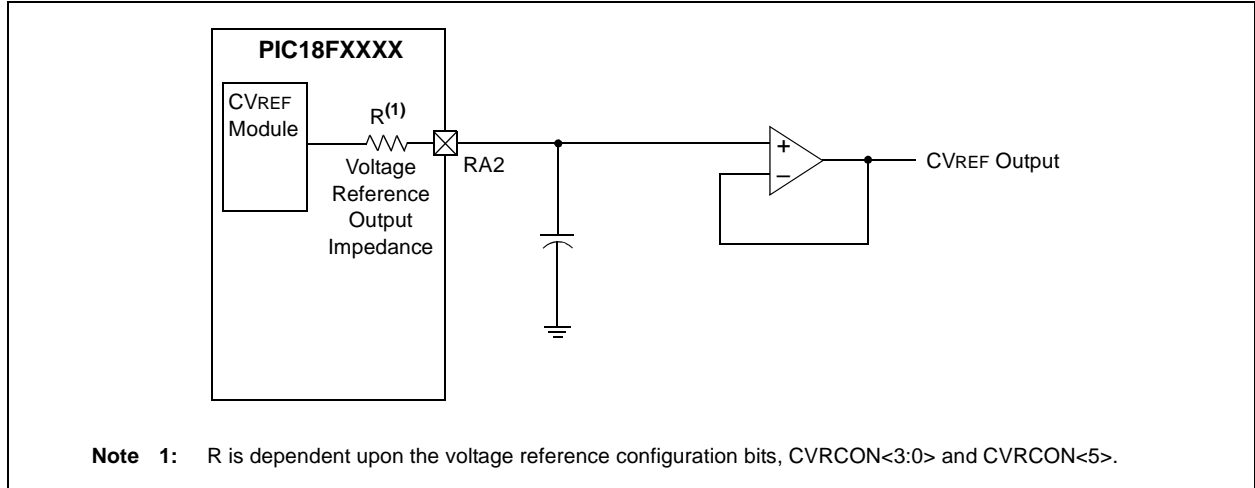 PIC18FXXXX
CVREF
Module
R(1)
Voltage
Reference
Output
Impedance
RA2
+
–
CVREF Output
Note 1: R is dependent upon the voltage reference configuration bits, CVRCON<3:0> and CVRCON<5>.